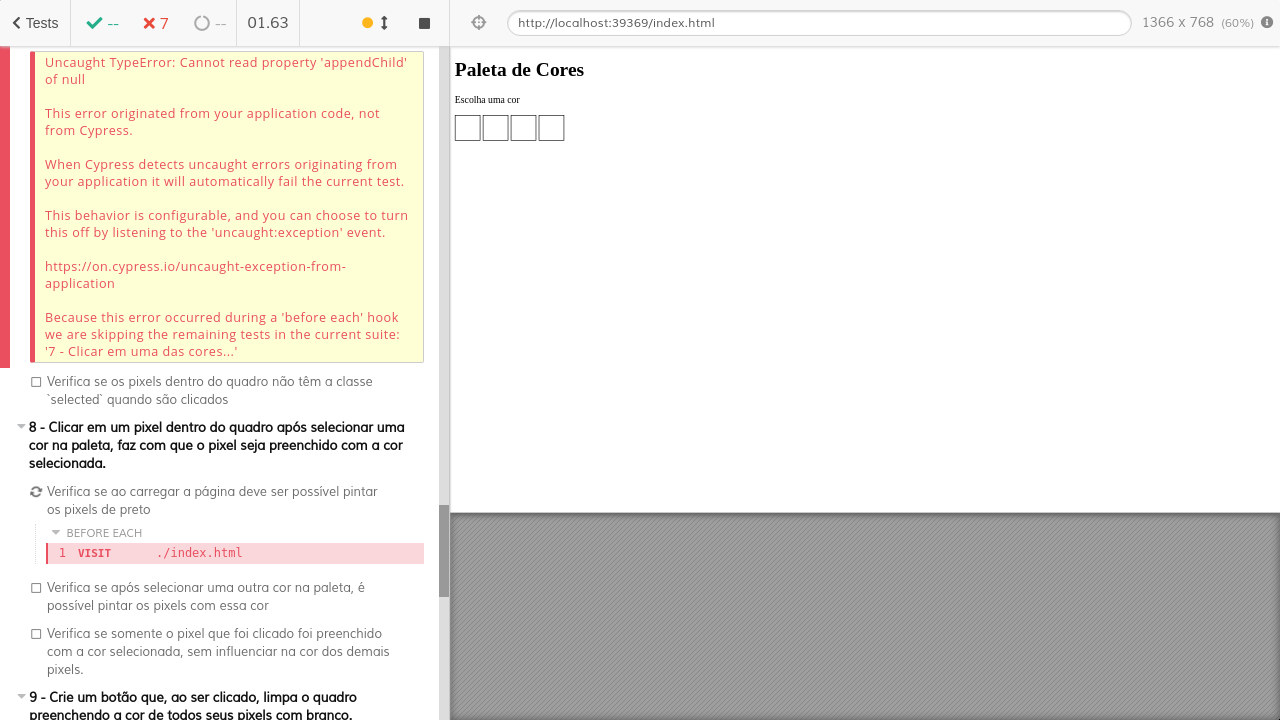 Tests
--
7
--
01.63
http://localhost:39369/index.html
1366 x 768 (60%)
Uncaught TypeError: Cannot read property 'appendChild'
of null
This error originated from your application code, not
from Cypress.
When Cypress detects uncaught errors originating from
your application it will automatically fail the current test.
This behavior is configurable, and you can choose to turn
this off by listening to the 'uncaught:exception' event.
https://on.cypress.io/uncaught-exception-from-
application
Because this error occurred during a 'before each' hook
we are skipping the remaining tests in the current suite:
'7 - Clicar em uma das cores...'
Verifica se os pixels dentro do quadro não têm a classe
`selected` quando são clicados
8 - Clicar em um pixel dentro do quadro após selecionar uma
cor na paleta, faz com que o pixel seja preenchido com a cor
selecionada.
Verifica se ao carregar a página deve ser possível pintar
os pixels de preto
BEFORE EACH
1 VISIT ./index.html
Verifica se após selecionar uma outra cor na paleta, é
possível pintar os pixels com essa cor
Verifica se somente o pixel que foi clicado foi preenchido
com a cor selecionada, sem influenciar na cor dos demais
pixels.
9 - Crie um botão que, ao ser clicado, limpa o quadro
preenchendo a cor de todos seus pixels com branco.
Paleta de Cores
Escolha uma cor